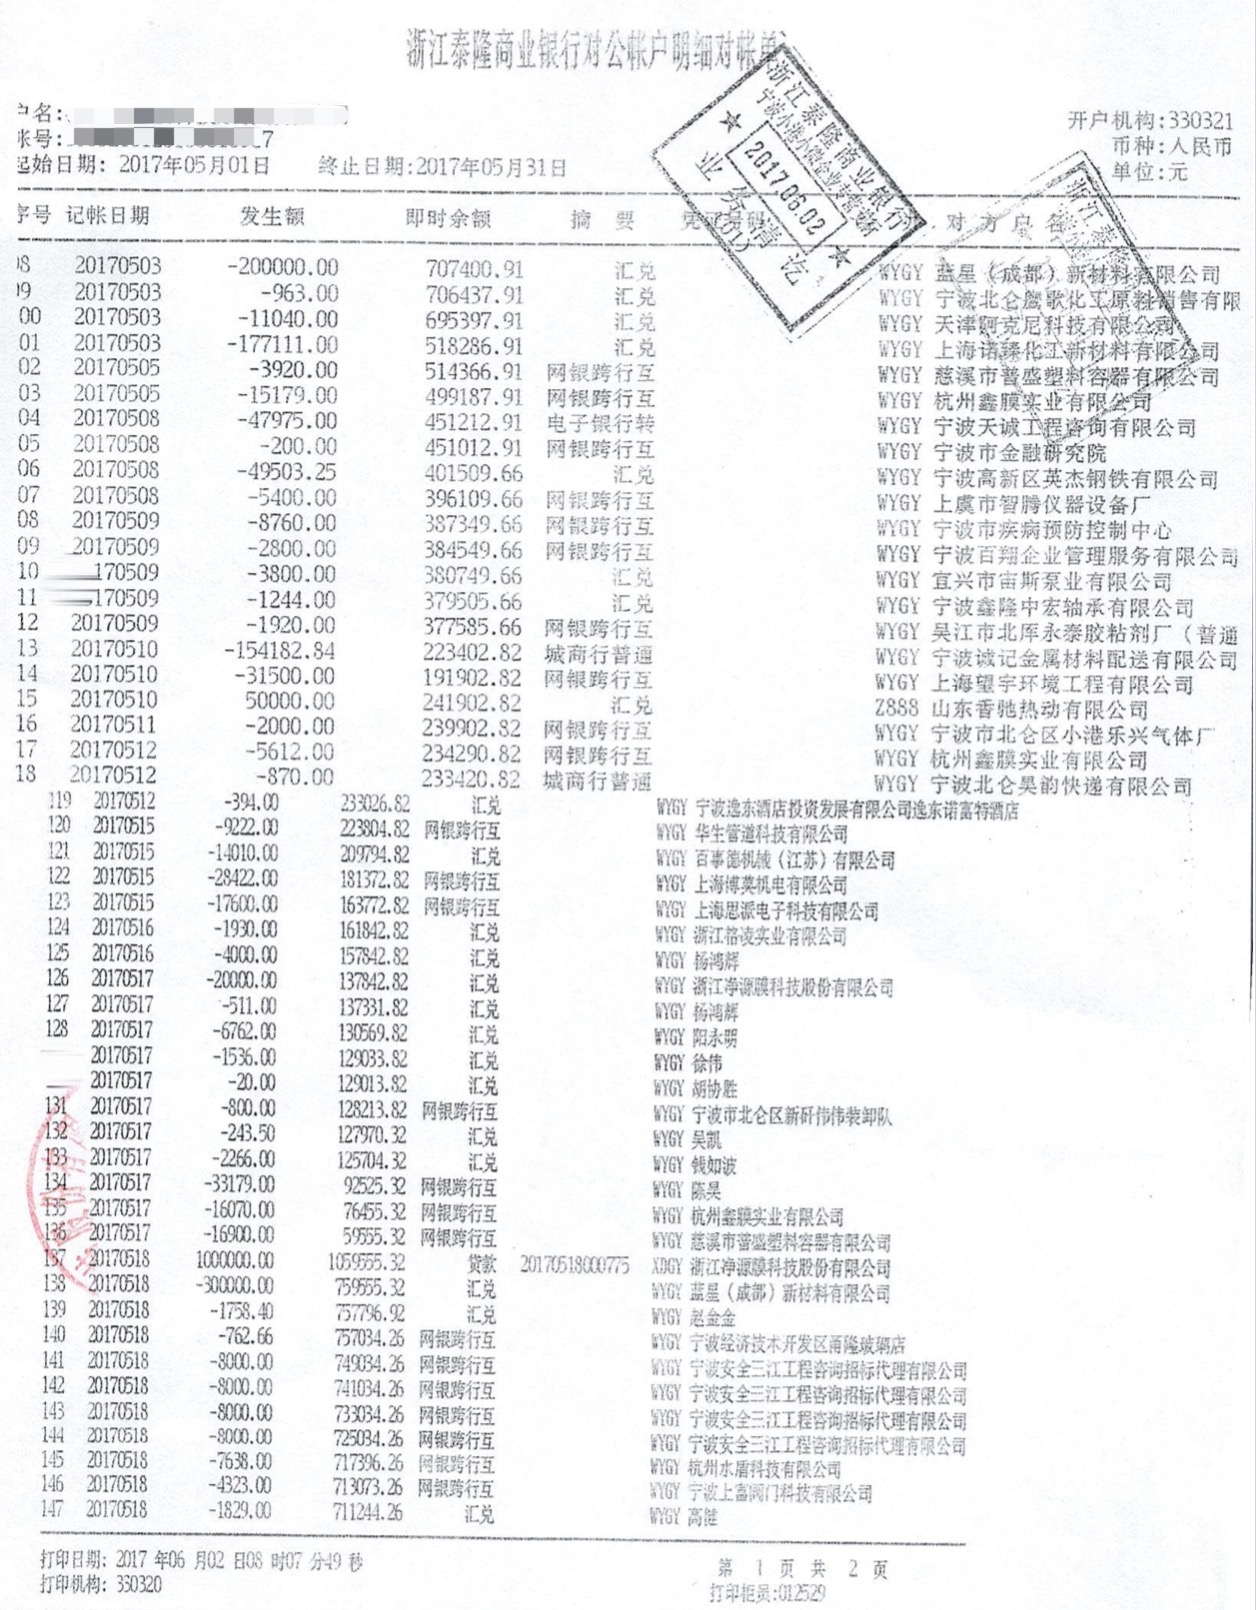 浙江泰隆商业银行对公帐户明细对帐单
户名:
帐号: 7
开户机构:330321
币种:人民币
起始日期: 2017年05月01日 终止日期:2017年05月31日
单位:元
浙江泰隆商业银行
2017.06.02
业务清讫
(01)
序号 记帐日期 发生额 即时余额 摘 要 凭证号码 对 方 户 名
98 20170503 -200000.00 707400.91 汇兑 WYGY 蓝星（成都）新材料有限公司
99 20170503 -963.00 706437.91 汇兑 WYGY 宁波北仑鹰歌化工原料销售有限
00 20170503 -11040.00 695397.91 汇兑 WYGY 天津阿克尼科技有限公司
01 20170503 -177111.00 518286.91 汇兑 WYGY 上海诺臻化工新材料有限公司
02 20170505 -3920.00 514366.91 网银跨行互 WYGY 慈溪市普盛塑料容器有限公司
03 20170505 -15179.00 499187.91 网银跨行互 WYGY 杭州鑫膜实业有限公司
04 20170508 -47975.00 451212.91 电子银行转 WYGY 宁波天诚工程咨询有限公司
05 20170508 -200.00 451012.91 网银跨行互 WYGY 宁波市金融研究院
06 20170508 -49503.25 401509.66 汇兑 WYGY 宁波高新区英杰钢铁有限公司
07 20170508 -5400.00 396109.66 网银跨行互 WYGY 上虞市智腾仪器设备厂
08 20170509 -8760.00 387349.66 网银跨行互 WYGY 宁波市疾病预防控制中心
09 20170509 -2800.00 384549.66 网银跨行互 WYGY 宁波百翔企业管理服务有限公司
10 170509 -3800.00 380749.66 汇兑 WYGY 宜兴市宙斯泵业有限公司
11 170509 -1244.00 379505.66 汇兑 WYGY 宁波鑫隆中宏轴承有限公司
12 20170509 -1920.00 377585.66 网银跨行互 WYGY 吴江市北厍永泰胶粘剂厂（普通
13 20170510 -154182.84 223402.82 城商行普通 WYGY 宁波诚记金属材料配送有限公司
14 20170510 -31500.00 191902.82 网银跨行互 WYGY 上海望宇环境工程有限公司
15 20170510 50000.00 241902.82 汇兑 Z888 山东香驰热动有限公司
16 20170511 -2000.00 239902.82 网银跨行互 WYGY 宁波市北仑区小港乐兴气体厂
17 20170512 -5612.00 234290.82 网银跨行互 WYGY 杭州鑫膜实业有限公司
18 20170512 -870.00 233420.82 城商行普通 WYGY 宁波北仑昊韵快递有限公司
119 20170512 -394.00 233026.82 汇兑 WYGY 宁波逸东酒店投资发展有限公司逸东诺富特酒店
120 20170515 -9222.00 223804.82 网银跨行互 WYGY 华生管道科技有限公司
121 20170515 -14010.00 209794.82 汇兑 WYGY 百事德机械（江苏）有限公司
122 20170515 -28422.00 181372.82 网银跨行互 WYGY 上海博英机电有限公司
123 20170515 -17600.00 163772.82 网银跨行互 WYGY 上海思派电子科技有限公司
124 20170516 -1930.00 161842.82 汇兑 WYGY 浙江格凌实业有限公司
125 20170516 -4000.00 157842.82 汇兑 WYGY 杨鸿辉
126 20170517 -20000.00 137842.82 汇兑 WYGY 浙江净源膜科技股份有限公司
127 20170517 -511.00 137331.82 汇兑 WYGY 杨鸿辉
128 20170517 -6762.00 130569.82 汇兑 WYGY 阳永明
20170517 -1536.00 129033.82 汇兑 WYGY 徐伟
20170517 -20.00 129013.82 汇兑 WYGY 胡协胜
131 20170517 -800.00 128213.82 网银跨行互 WYGY 宁波市北仑区新矸伟伟装卸队
132 20170517 -243.50 127970.32 汇兑 WYGY 吴凯
133 20170517 -2266.00 125704.32 汇兑 WYGY 钱如波
134 20170517 -33179.00 92525.32 网银跨行互 WYGY 陈昊
135 20170517 -16070.00 76455.32 网银跨行互 WYGY 杭州鑫膜实业有限公司
136 20170517 -16900.00 59555.32 网银跨行互 WYGY 慈溪市普盛塑料容器有限公司
137 20170518 1000000.00 1059555.32 贷款 20170518000775 XDGY 浙江净源膜科技股份有限公司
138 20170518 -300000.00 759555.32 汇兑 WYGY 蓝星（成都）新材料有限公司
139 20170518 -1758.40 757796.92 汇兑 WYGY 赵金金
140 20170518 -762.66 757034.26 网银跨行互 WYGY 宁波经济技术开发区甬隆玻璃店
141 20170518 -8000.00 749034.26 网银跨行互 WYGY 宁波安全三江工程咨询招标代理有限公司
142 20170518 -8000.00 741034.26 网银跨行互 WYGY 宁波安全三江工程咨询招标代理有限公司
143 20170518 -8000.00 733034.26 网银跨行互 WYGY 宁波安全三江工程咨询招标代理有限公司
144 20170518 -8000.00 725034.26 网银跨行互 WYGY 宁波安全三江工程咨询招标代理有限公司
145 20170518 -7638.00 717396.26 网银跨行互 WYGY 杭州水盾科技有限公司
146 20170518 -4323.00 713073.26 网银跨行互 WYGY 宁波上嘉阀门科技有限公司
147 20170518 -1829.00 711244.26 汇兑 WYGY 高健
打印日期: 2017 年06 月02 日08 时07 分49 秒
第 1 页 共 2 页
打印机构: 330320
打印柜员:012529